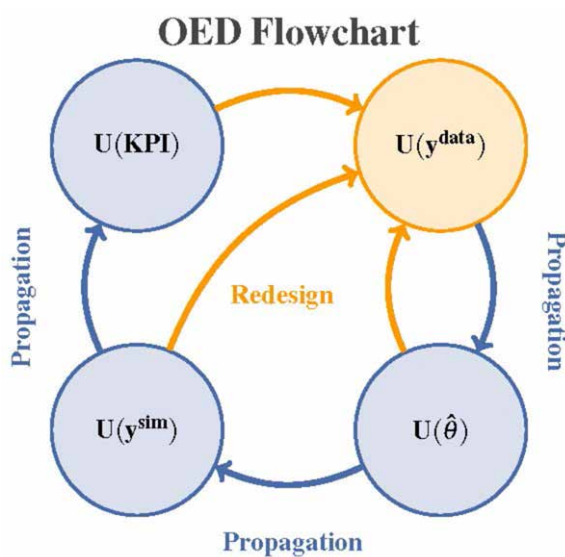 OED Flowchart
U(KPI)
U(y^data)
Propagation
Propagation
Redesign
U(y^sim)
U(θ̂)
Propagation